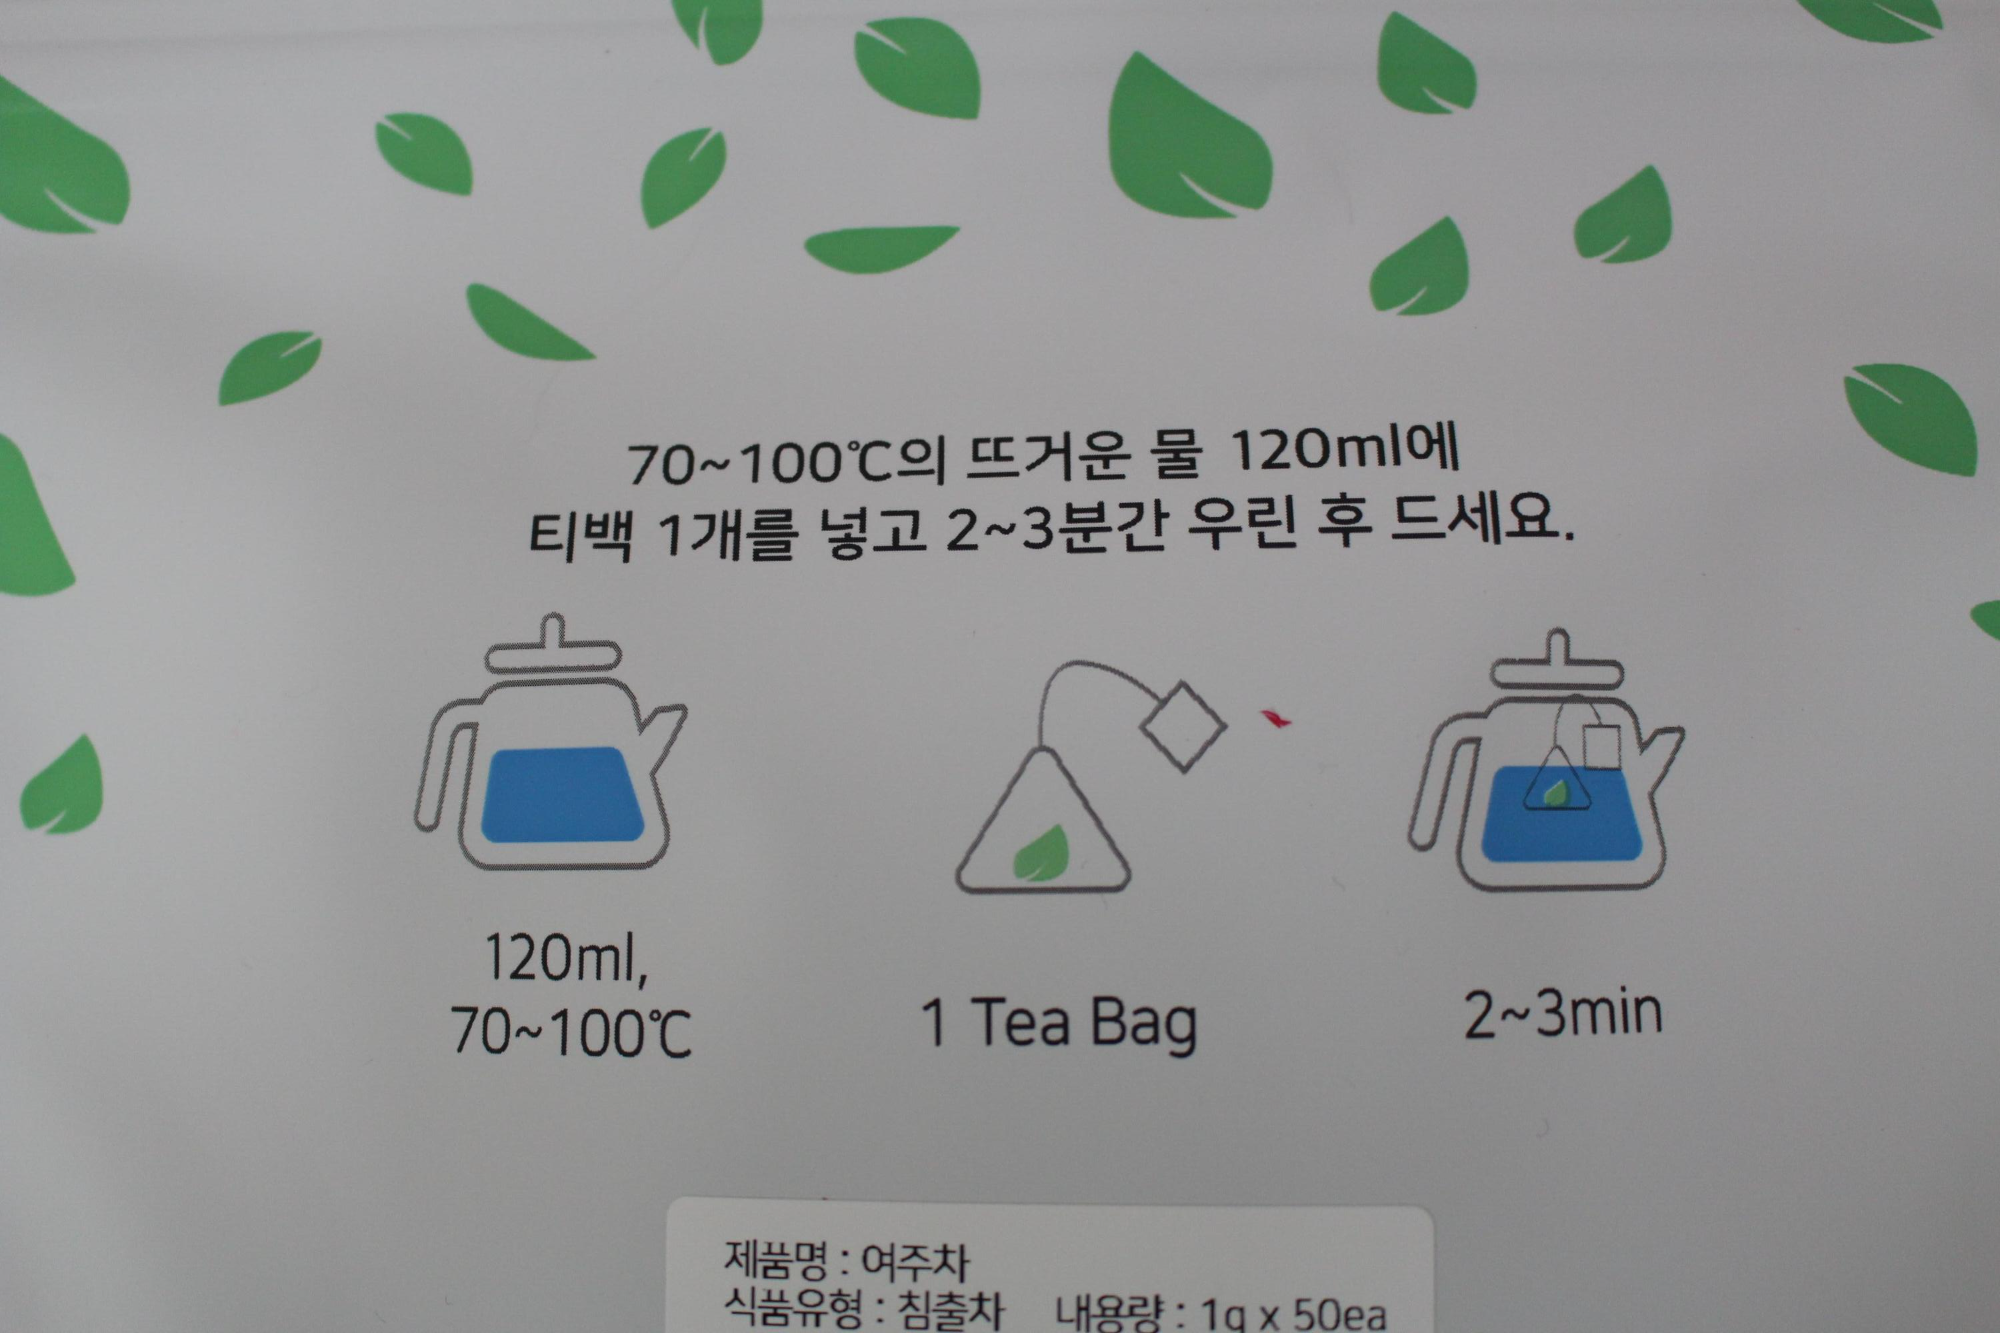 70~100℃의 뜨거운 물 120ml에
티백 1개를 넣고 2~3분간 우린 후 드세요.
120ml,
70~100℃
1 Tea Bag
2~3min
제품명 : 여주차
식품유형 : 침출차 내용량 : 1g x 50ea